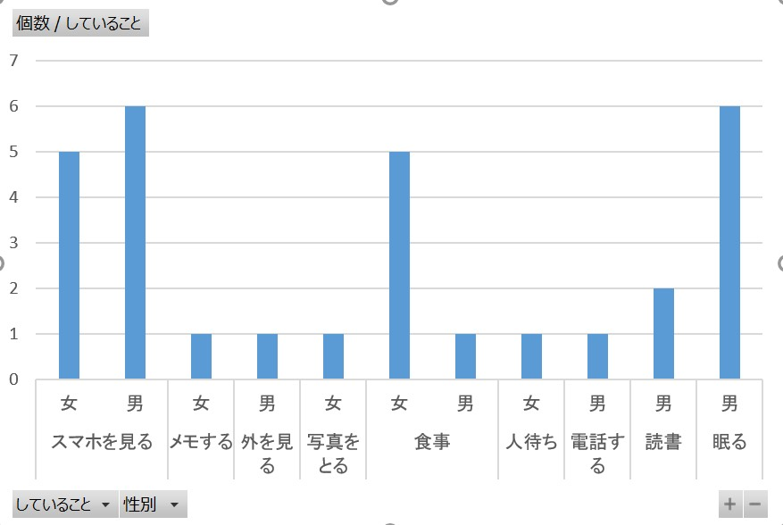 個数 / していること
7
6
5
4
3
2
1
0
女 男 女 男 女 女 男 女 男 男 男
スマホを見る メモする 外を見る 写真をとる 食事 人待ち 電話する 読書 眠る
していること 性別